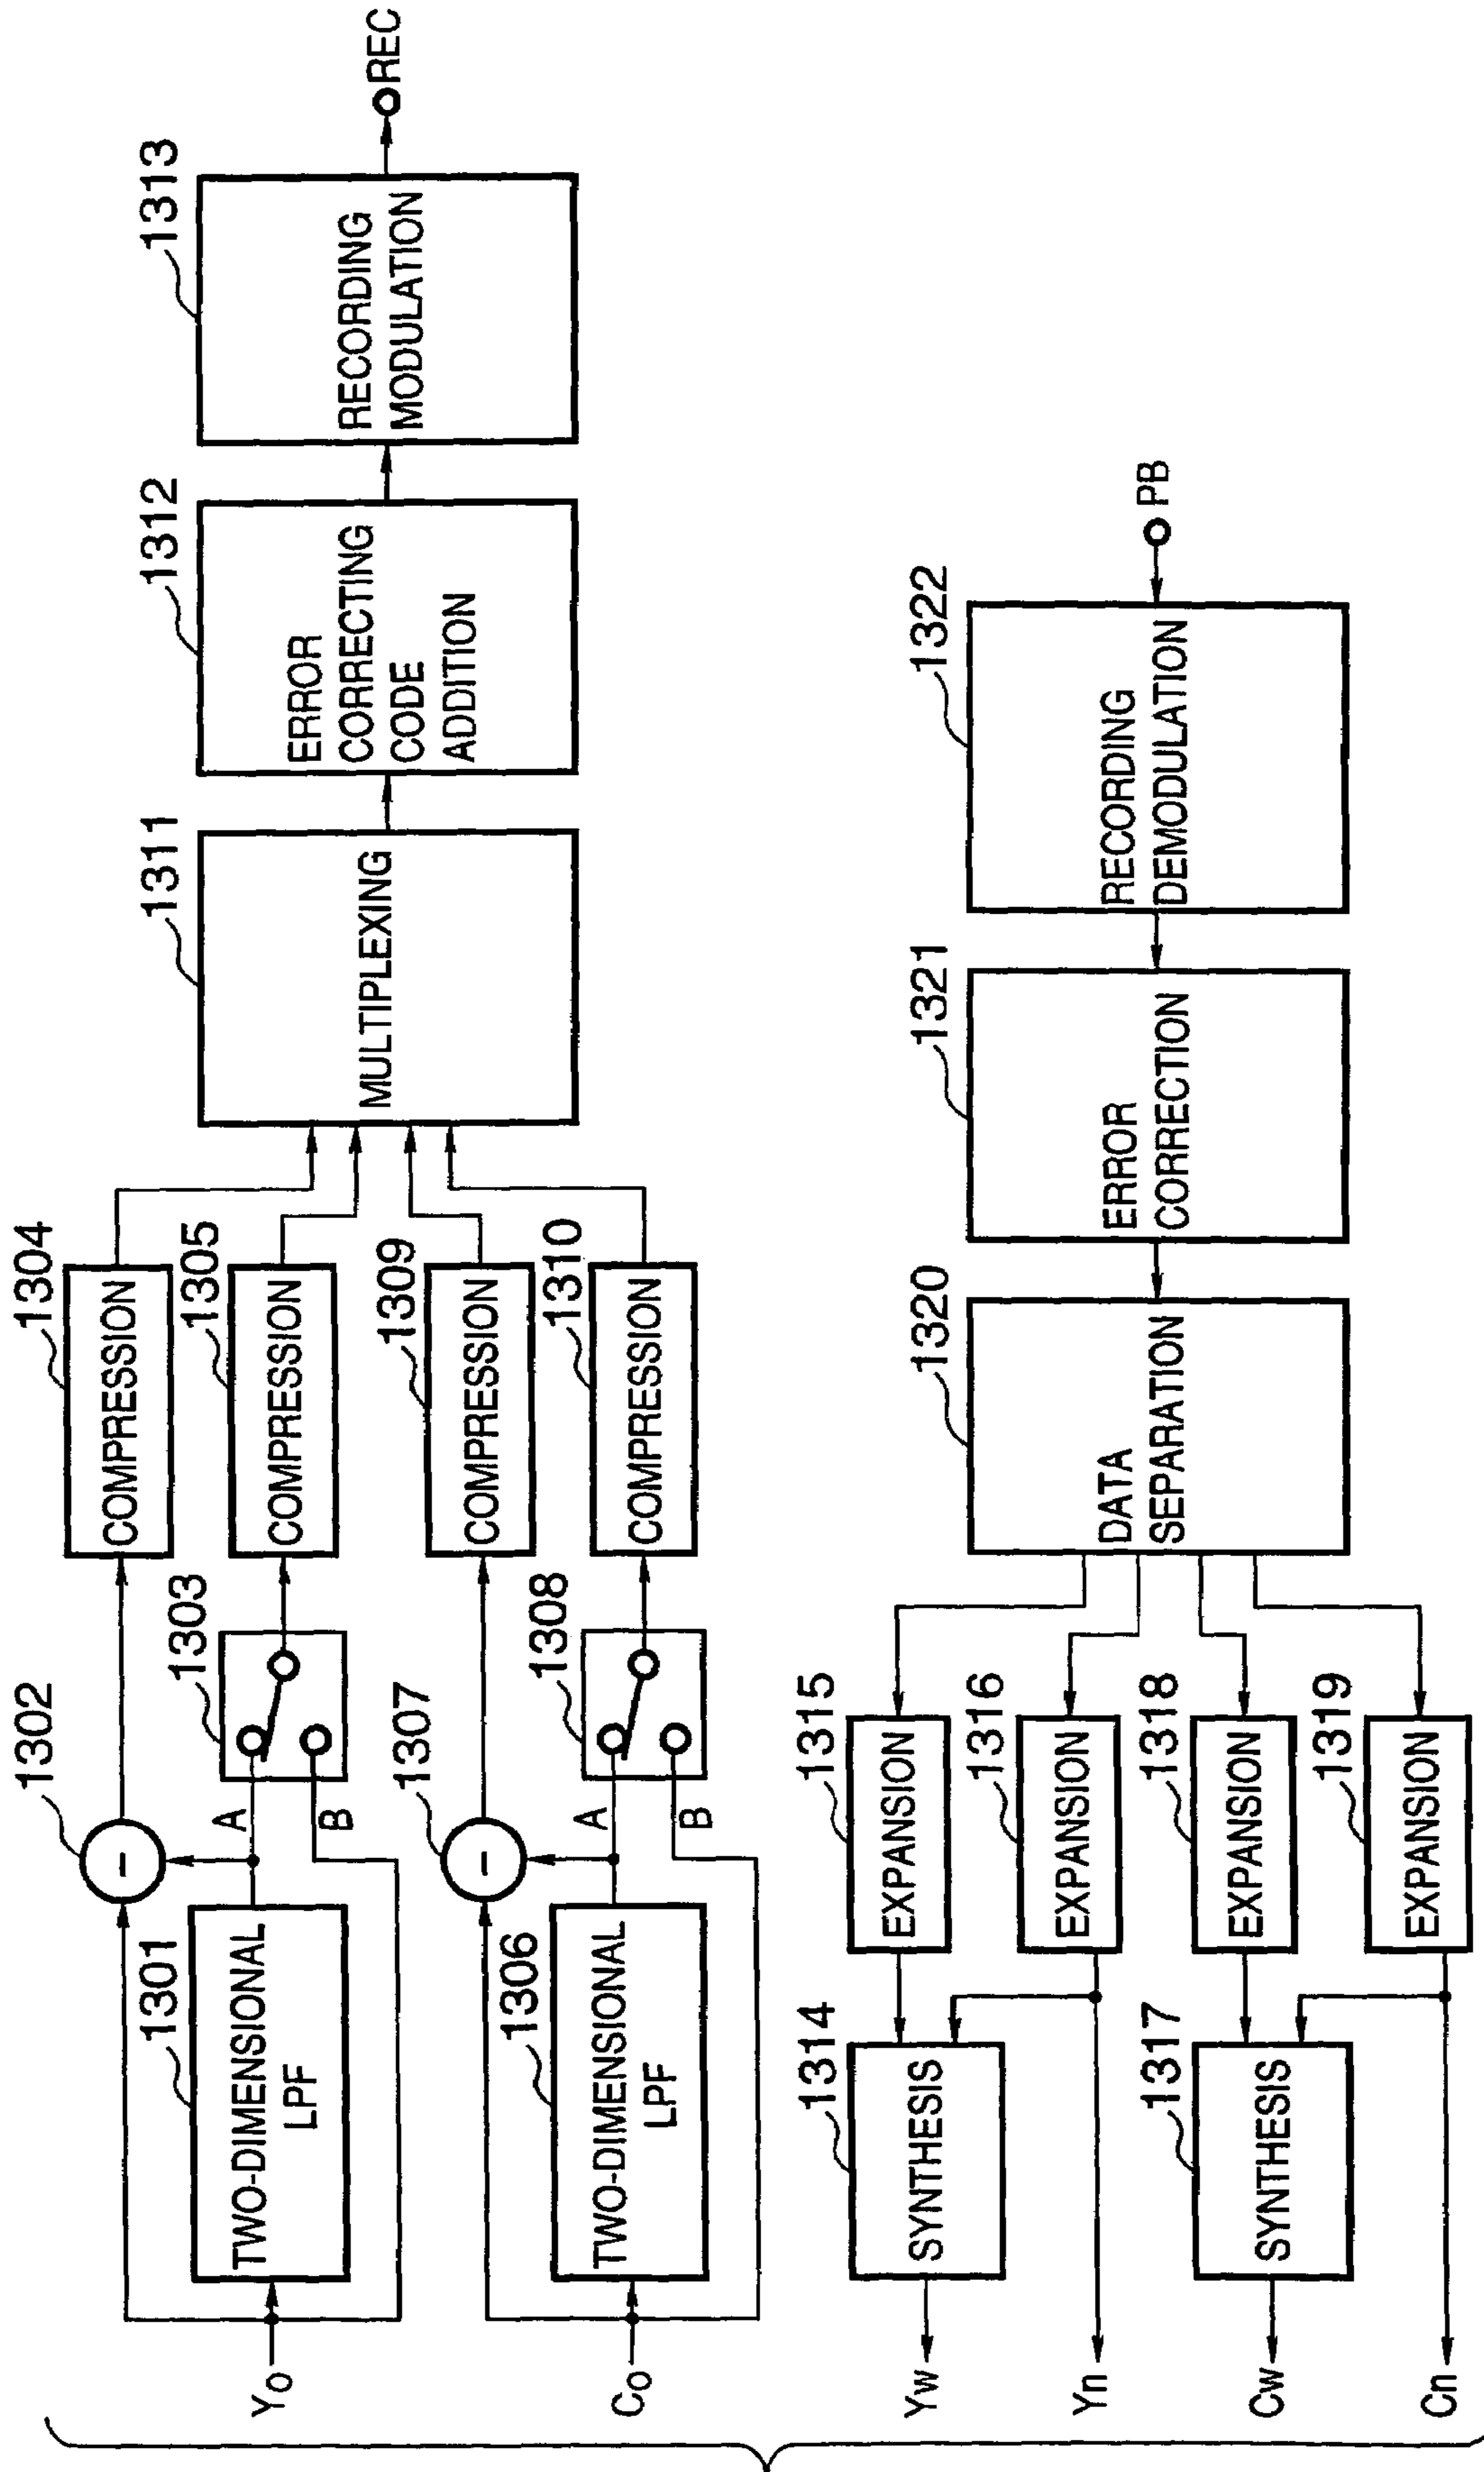 1302
1304
COMPRESSION
1301
TWO-DIMENSIONAL
LPF
A
B
1303
1305
COMPRESSION
Yo
1307
1309
COMPRESSION
1306
TWO-DIMENSIONAL
LPF
A
B
1308
1310
COMPRESSION
Co
1311
MULTIPLEXING
1312
ERROR
CORRECTING
CODE
ADDITION
1313
RECORDING
MODULATION
REC
1314
SYNTHESIS
Yw
1315
EXPANSION
1316
EXPANSION
Yn
1317
SYNTHESIS
Cw
1318
EXPANSION
1319
EXPANSION
Cn
1320
DATA
SEPARATION
1321
ERROR
CORRECTION
1322
RECORDING
DEMODULATION
PB